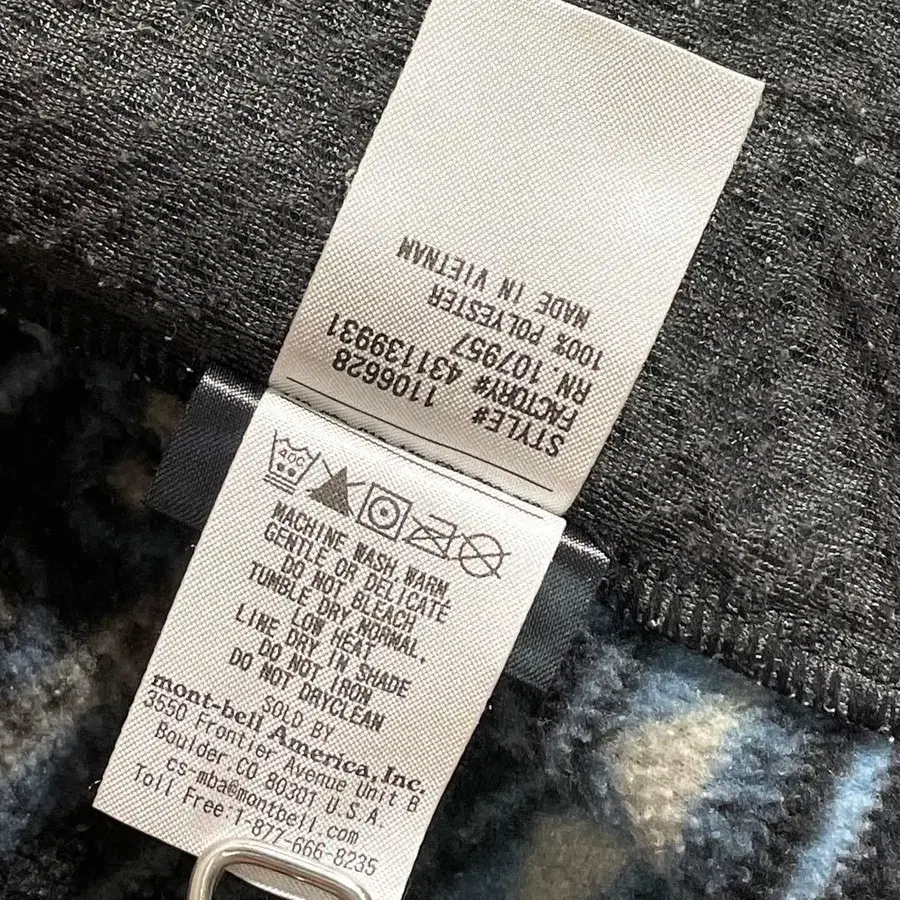 STYLE# 1106628
FACTORY# 431139931
RN. 107957
100% POLYESTER
MADE IN VIETNAM
40C
MACHINE WASH WARM
GENTLE OR DELICATE
DO NOT BLEACH
TUMBLE DRY NORMAL,
LOW HEAT
LINE DRY IN SHADE
DO NOT IRON
DO NOT DRYCLEAN
SOLD BY
mont-bell America, Inc.
3550 Frontier Avenue Unit B
Boulder CO 80301 U.S.A.
cs-mba@montbell.com
Toll Free:1-877-666-8235